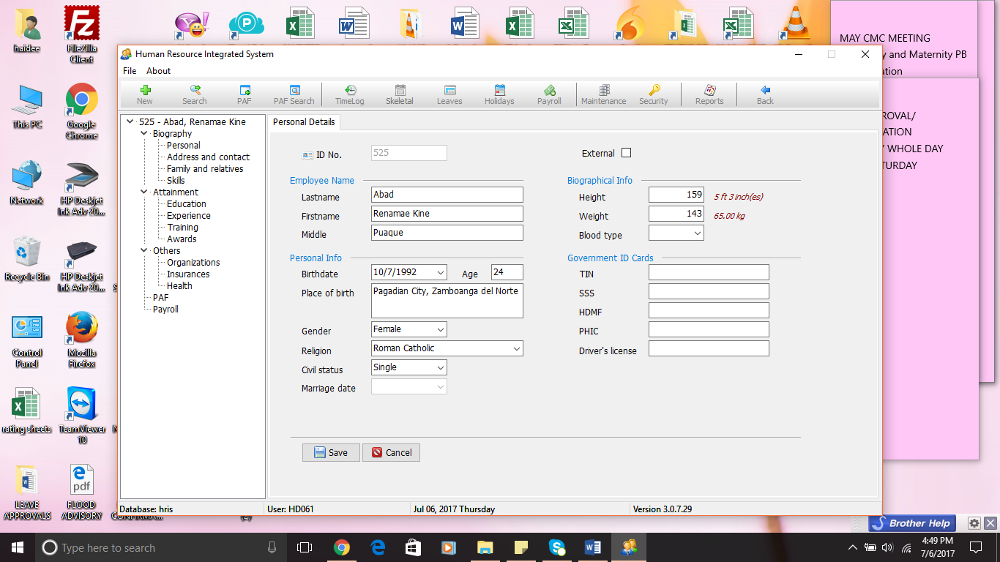 haidee
FileZilla
Client
MAY CMC MEETING
y and Maternity PB
ation
ROVAL/
ATION
WHOLE DAY
TURDAY
This PC
Google
Chrome
Network
HP Deskjet
Ink Adv 20...
Recycle Bin
HP Deskjet
Ink Adv 20...
Control
Panel
Mozilla
Firefox
rating sheets
TeamViewer
10
LEAVE
APPROVALS
FLOOD
ADVISORY
(2)
Human Resource Integrated System
File About
New Search PAF PAF Search TimeLog Skeletal Leaves Holidays Payroll Maintenance Security Reports Back
525 - Abad, Renamae Kine
Biography
Personal
Address and contact
Family and relatives
Skills
Attainment
Education
Experience
Training
Awards
Others
Organizations
Insurances
Health
PAF
Payroll
Personal Details
ID No. 525
External
Employee Name
Lastname Abad
Firstname Renamae Kine
Middle Puaque
Biographical Info
Height 159 5 ft 3 inch(es)
Weight 143 65.00 kg
Blood type
Personal Info
Birthdate 10/7/1992 Age 24
Place of birth Pagadian City, Zamboanga del Norte
Gender Female
Religion Roman Catholic
Civil status Single
Marriage date
Government ID Cards
TIN
SSS
HDMF
PHIC
Driver's license
Save Cancel
Database: hris User: HD061 Jul 06, 2017 Thursday Version 3.0.7.29
Brother Help
Type here to search
4:49 PM
7/6/2017